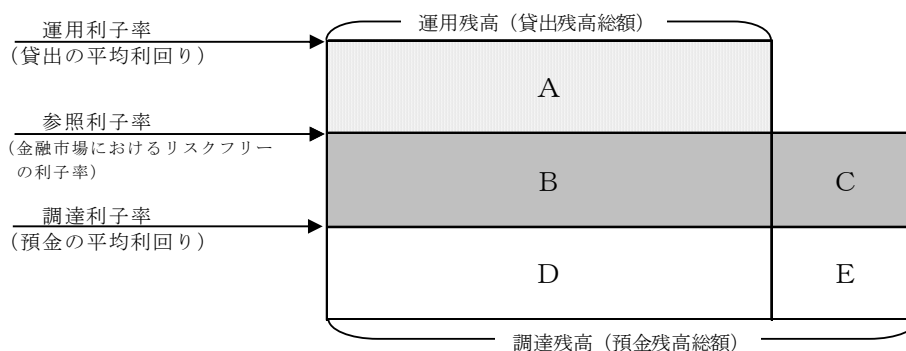 運用利子率
(貸出の平均利回り)
運用残高(貸出残高総額)
A
参照利子率
(金融市場におけるリスクフリー
の利子率)
B
C
調達利子率
(預金の平均利回り)
D
E
調達残高(預金残高総額)